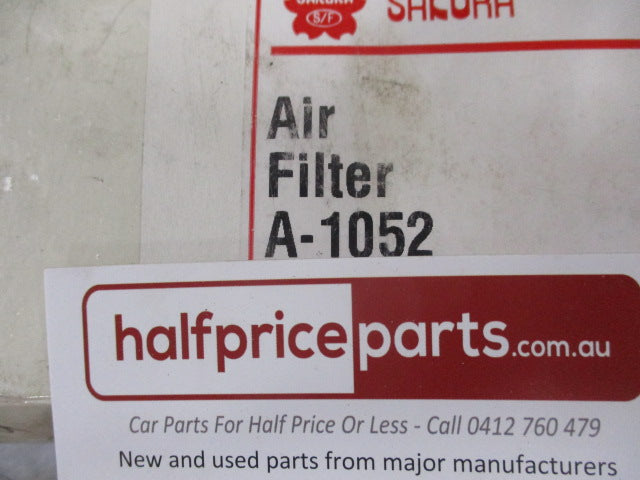 SAKURA
S/F
SAKURA
Air
Filter
A-1052
halfpriceparts.com.au
Car Parts For Half Price Or Less - Call 0412 760 479
New and used parts from major manufacturers